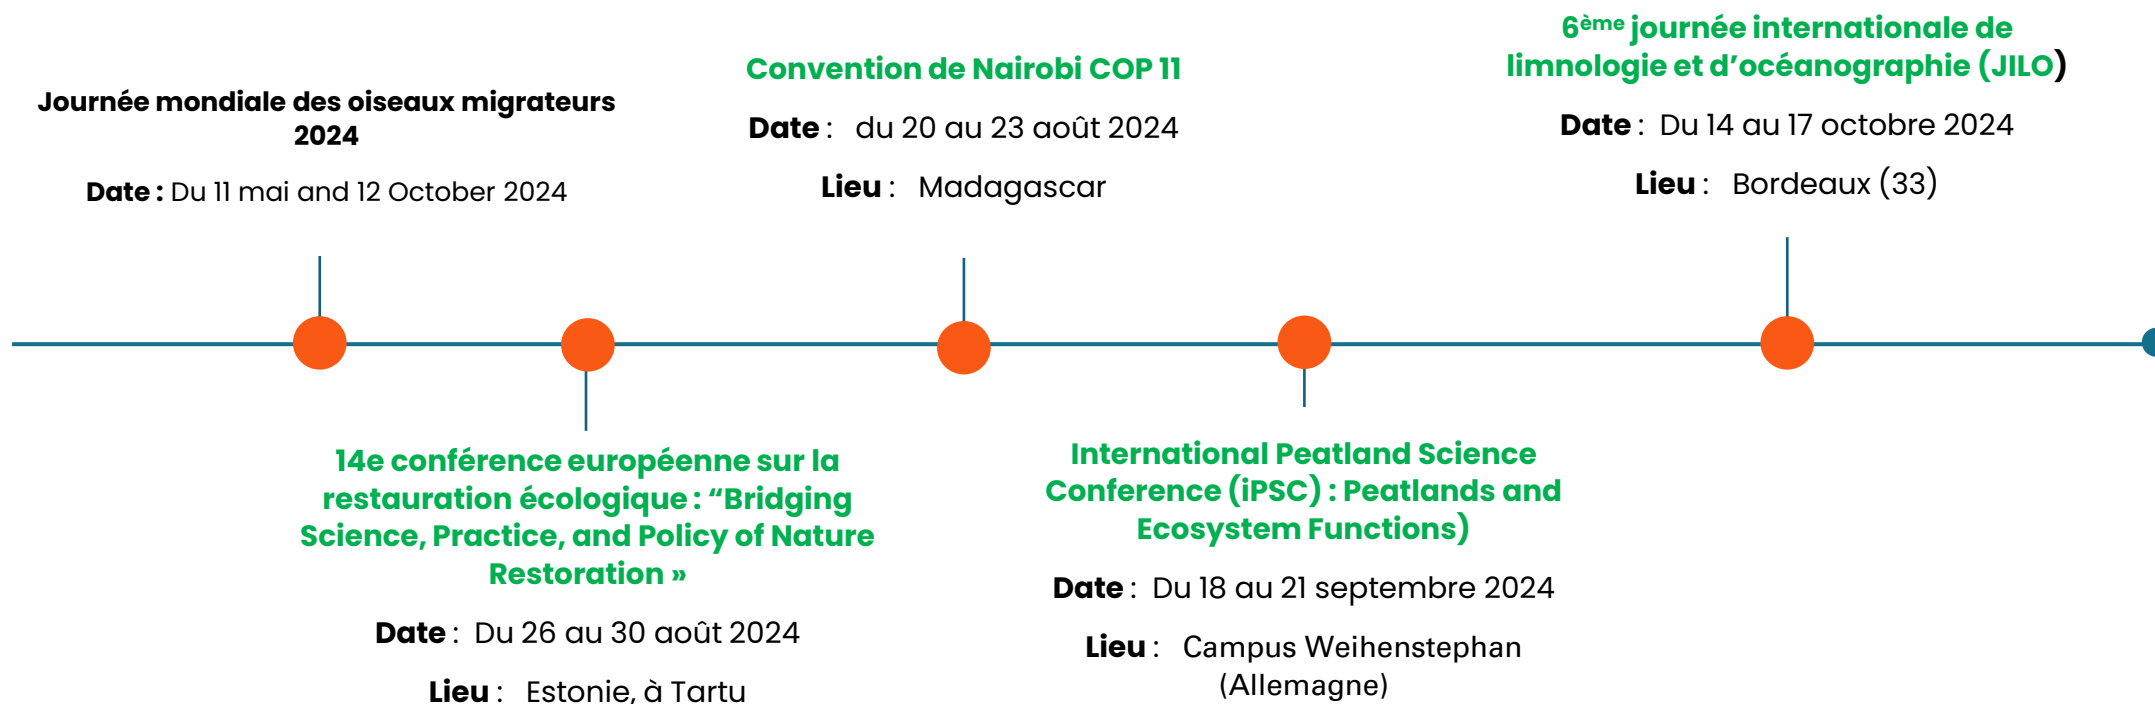 Journée mondiale des oiseaux migrateurs
2024
Date : Du 11 mai and 12 October 2024
14e conférence européenne sur la
restauration écologique : “Bridging
Science, Practice, and Policy of Nature
Restoration »
Date : Du 26 au 30 août 2024
Lieu : Estonie, à Tartu
Convention de Nairobi COP 11
Date : du 20 au 23 août 2024
Lieu : Madagascar
International Peatland Science
Conference (iPSC) : Peatlands and
Ecosystem Functions)
Date : Du 18 au 21 septembre 2024
Lieu : Campus Weihenstephan
(Allemagne)
6ème journée internationale de
limnologie et d’océanographie (JILO)
Date : Du 14 au 17 octobre 2024
Lieu : Bordeaux (33)